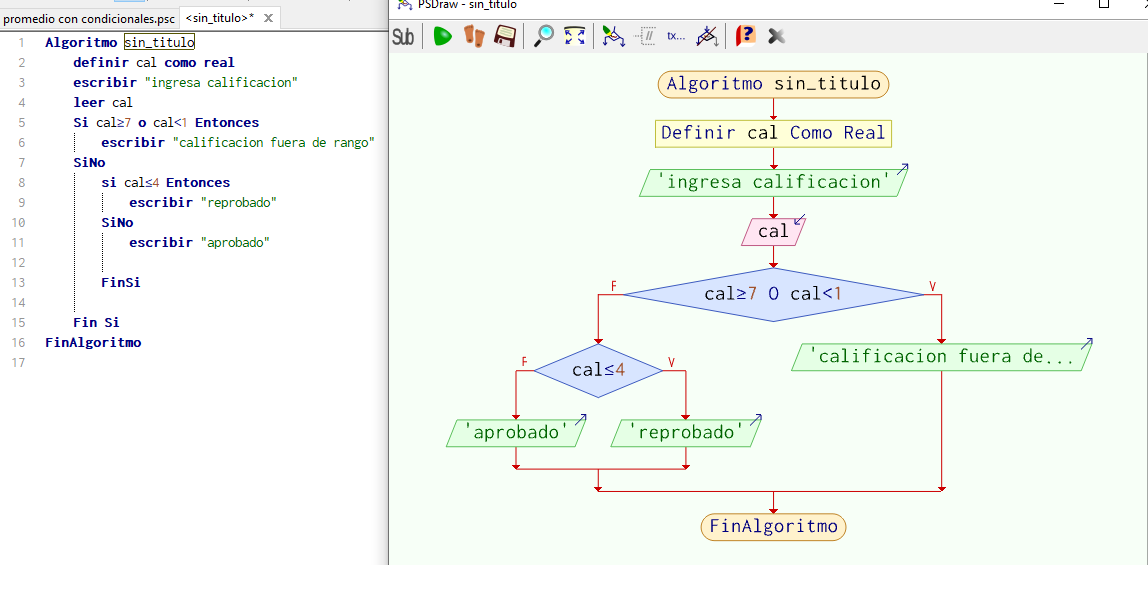 PSDraw - sin_titulo
promedio con condicionales.psc <sin_titulo>* X
1 Algoritmo sin_titulo
2 definir cal como real
3 escribir "ingresa calificacion"
4 leer cal
5 Si cal≥7 o cal<1 Entonces
6 escribir "calificacion fuera de rango"
7 SiNo
8 si cal≤4 Entonces
9 escribir "reprobado"
10 SiNo
11 escribir "aprobado"
12
13 FinSi
14
15 Fin Si
16 FinAlgoritmo
17
Sub // tx... ?
Algoritmo sin_titulo
Definir cal Como Real
'ingresa calificacion'
cal
F cal≥7 O cal<1 V
'calificacion fuera de...
F cal≤4 V
'aprobado' 'reprobado'
FinAlgoritmo